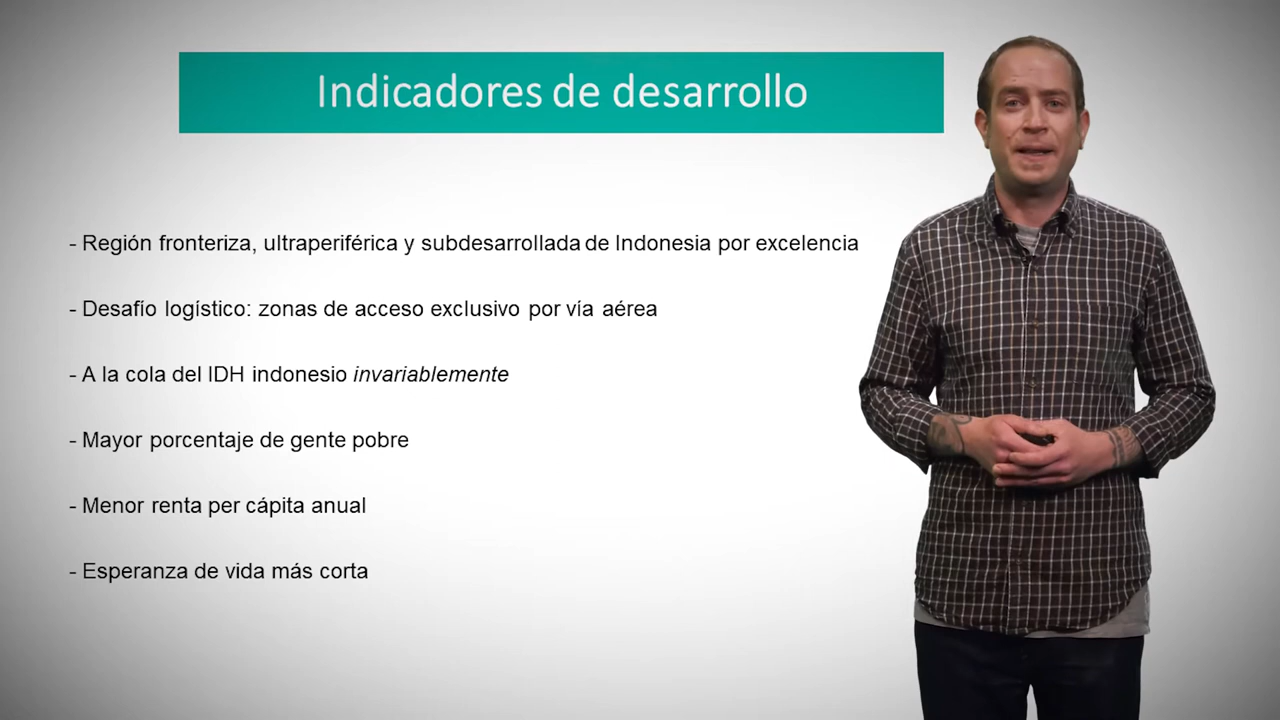 Indicadores de desarrollo
- Región fronteriza, ultraperiférica y subdesarrollada de Indonesia por excelencia
- Desafío logístico: zonas de acceso exclusivo por vía aérea
- A la cola del IDH indonesio invariablemente
- Mayor porcentaje de gente pobre
- Menor renta per cápita anual
- Esperanza de vida más corta